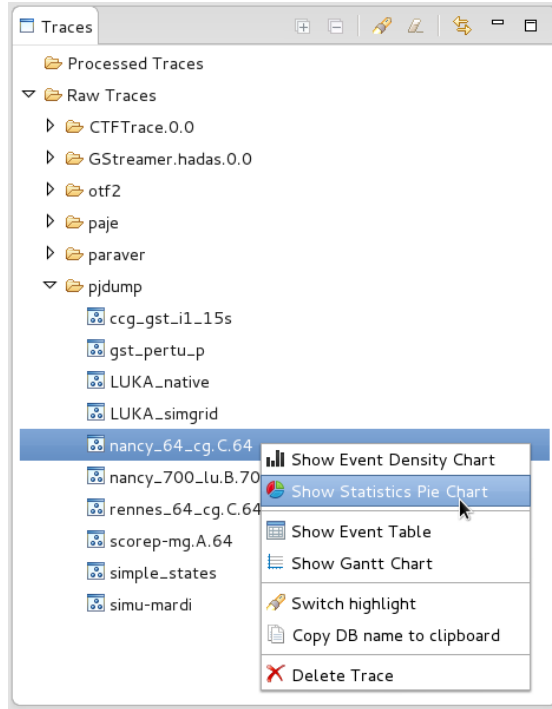 Traces
Processed Traces
Raw Traces
CTFTrace.0.0
GStreamer.hadas.0.0
otf2
paje
paraver
pjdump
ccg_gst_i1_15s
gst_pertu_p
LUKA_native
LUKA_simgrid
nancy_64_cg.C.64
nancy_700_lu.B.70
rennes_64_cg.C.64
scorep-mg.A.64
simple_states
simu-mardi
Show Event Density Chart
Show Statistics Pie Chart
Show Event Table
Show Gantt Chart
Switch highlight
Copy DB name to clipboard
Delete Trace